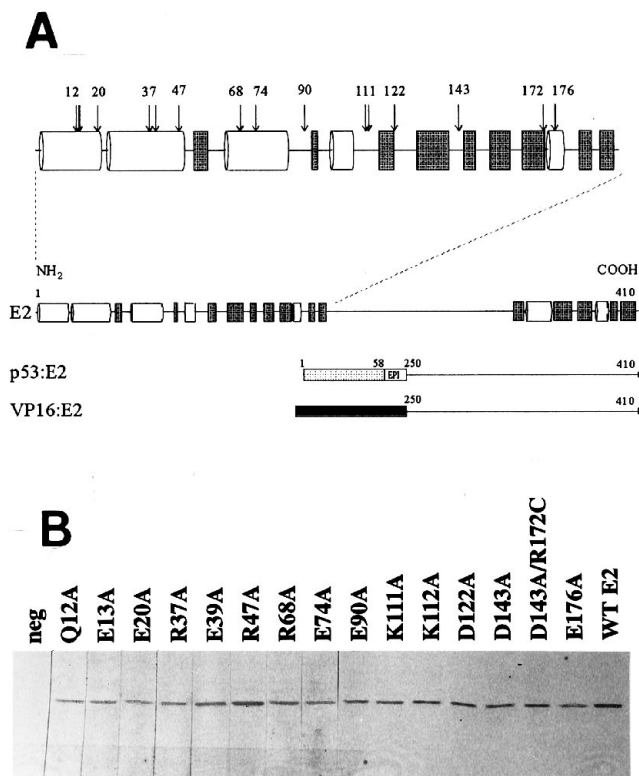 A
12 20 37 47 68 74 90 111 122 143 172 176
NH2 COOH
1 410
E2
1 58 250 410
p53:E2 EPI
250 410
VP16:E2
B
neg
Q12A
E13A
E20A
R37A
E39A
R47A
R68A
E74A
E90A
K111A
K112A
D122A
D143A
D143A/R172C
E176A
WT E2